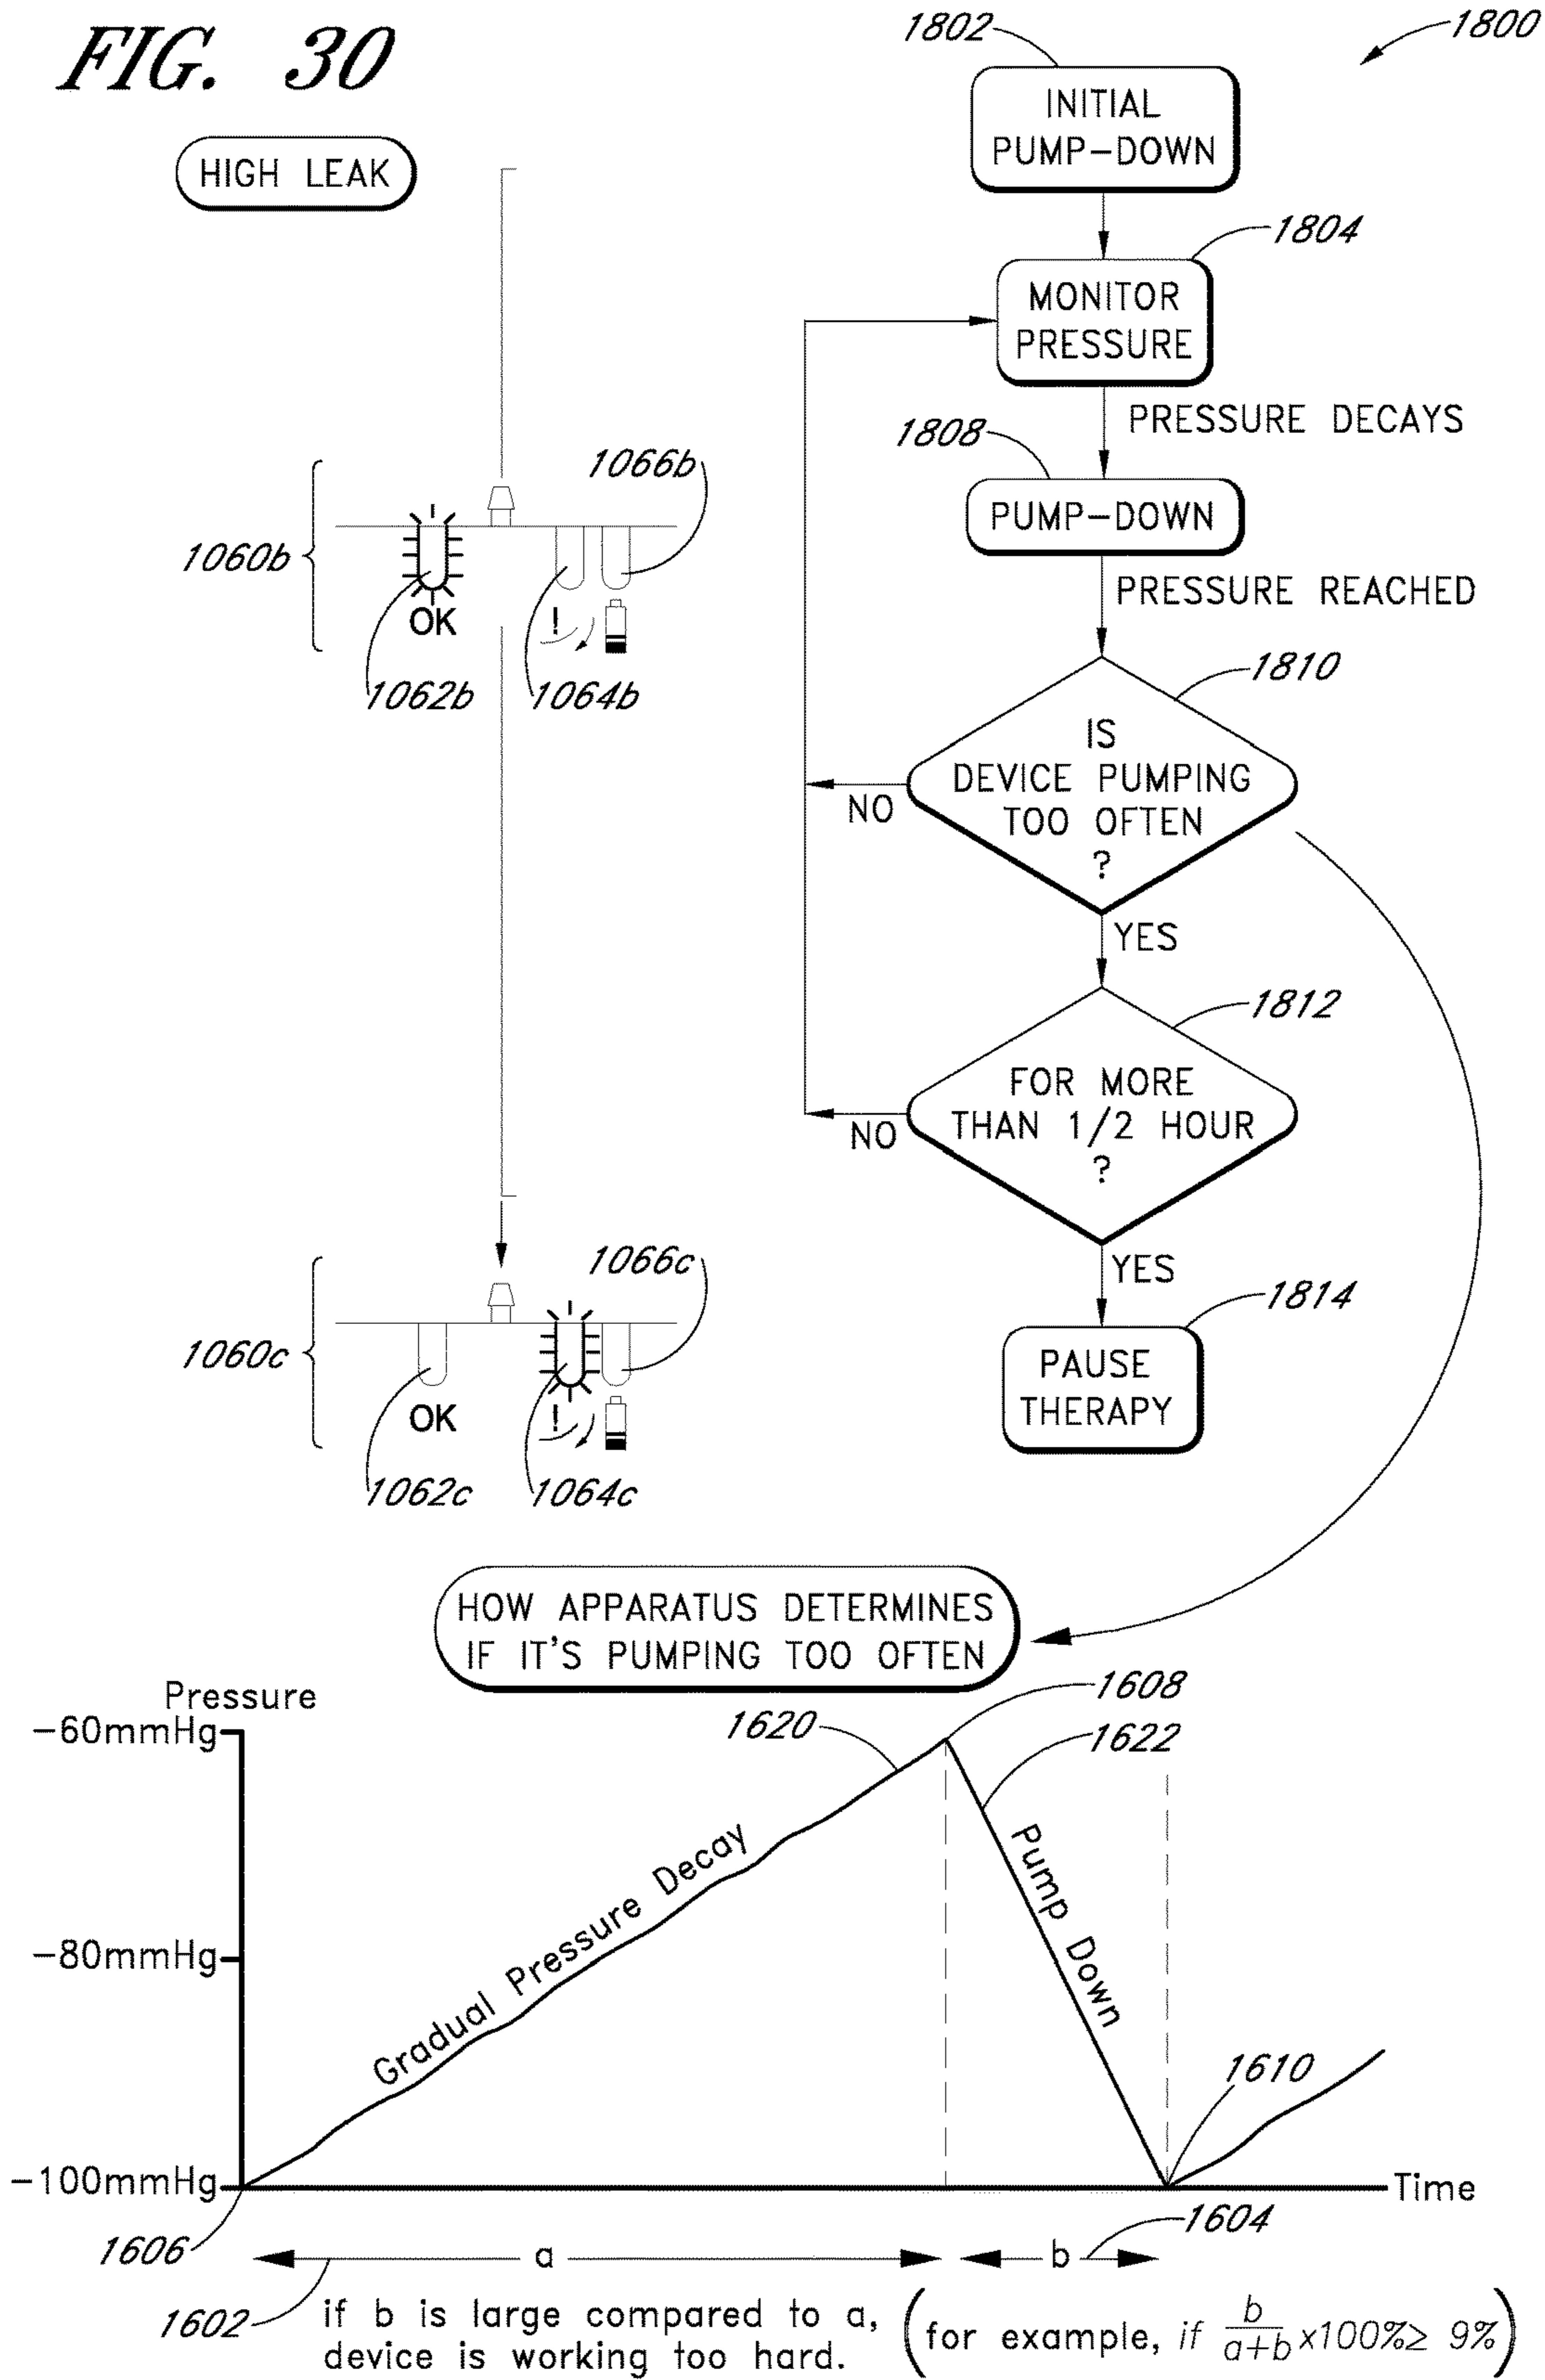 FIG. 30
1802
1800
INITIAL
PUMP-DOWN
HIGH LEAK
1804
MONITOR
PRESSURE
PRESSURE DECAYS
1808
PUMP-DOWN
PRESSURE REACHED
1066b
1060b
OK
!
1062b
1064b
1810
IS
DEVICE PUMPING
TOO OFTEN
?
NO
YES
1812
FOR MORE
THAN 1/2 HOUR
?
NO
YES
1814
PAUSE
THERAPY
1066c
1060c
OK
!
1062c
1064c
HOW APPARATUS DETERMINES
IF IT'S PUMPING TOO OFTEN
Pressure
-60mmHg
-80mmHg
-100mmHg
1620
1608
1622
Gradual Pressure Decay
Pump Down
1610
Time
1606
1604
a
b
1602
if b is large compared to a,
device is working too hard.
(for example, if b/a+b x100%≥ 9%)